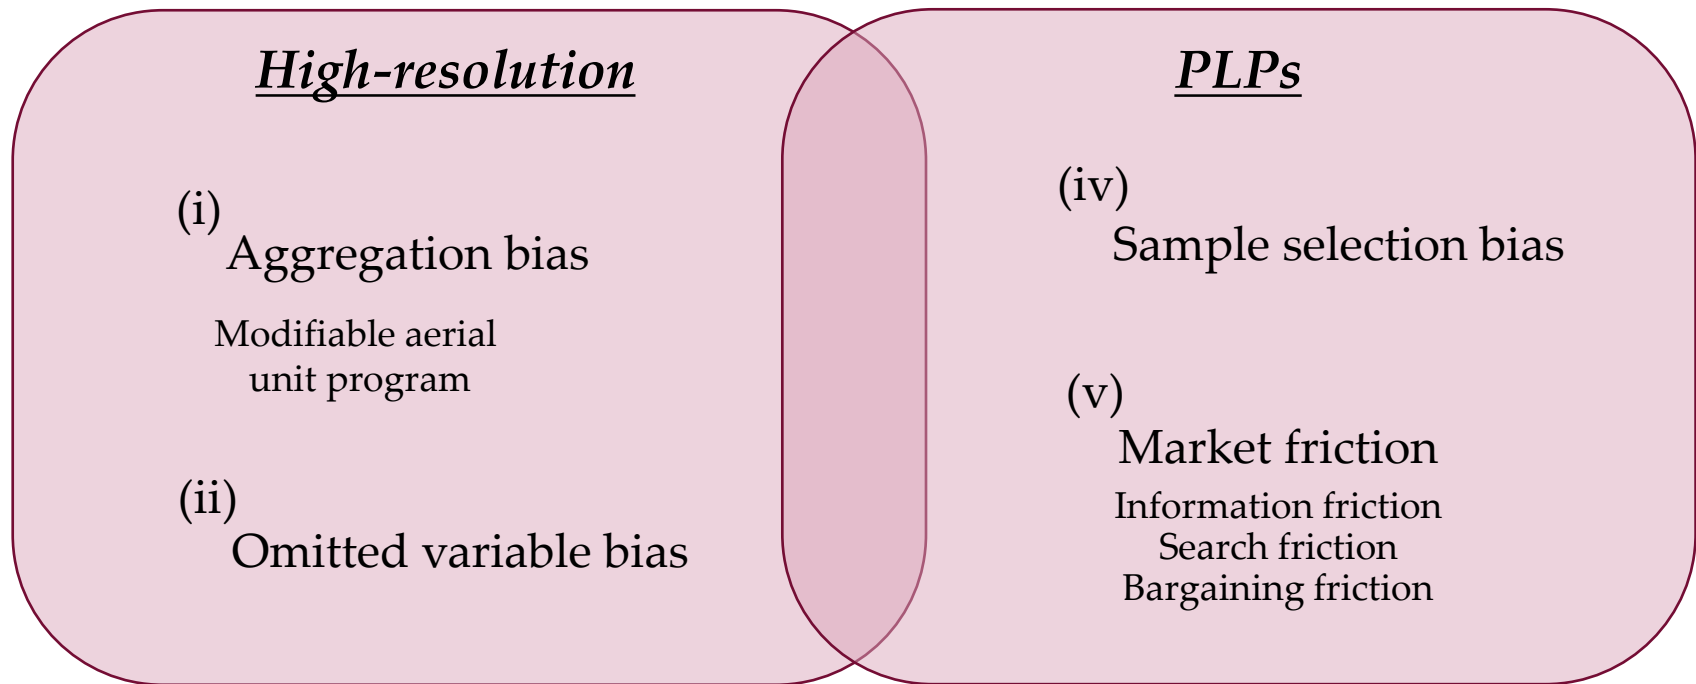 High-resolution
(i)
Aggregation bias
Modifiable aerial
unit program
(ii)
Omitted variable bias
PLPs
(iv)
Sample selection bias
(v)
Market friction
Information friction
Search friction
Bargaining friction